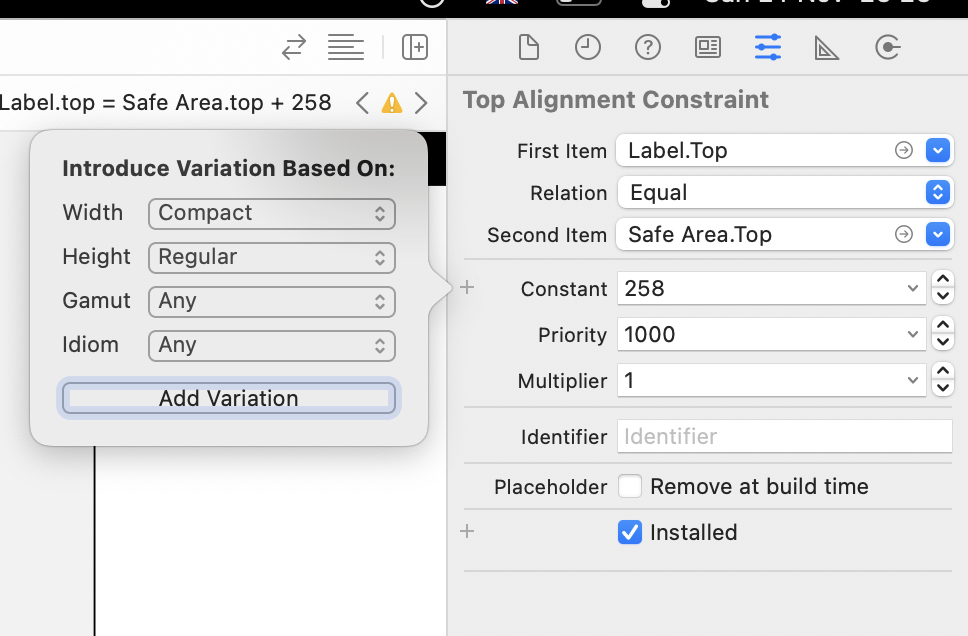 Label.top = Safe Area.top + 258
Introduce Variation Based On:
Width Compact
Height Regular
Gamut Any
Idiom Any
Add Variation
Top Alignment Constraint
First Item Label.Top
Relation Equal
Second Item Safe Area.Top
Constant 258
Priority 1000
Multiplier 1
Identifier Identifier
Placeholder Remove at build time
Installed